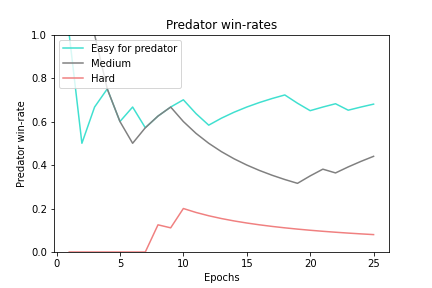 Predator win-rates
1.0
0.8
0.6
0.4
0.2
0.0
Predator win-rate
Easy for predator
Medium
Hard
0 5 10 15 20 25
Epochs